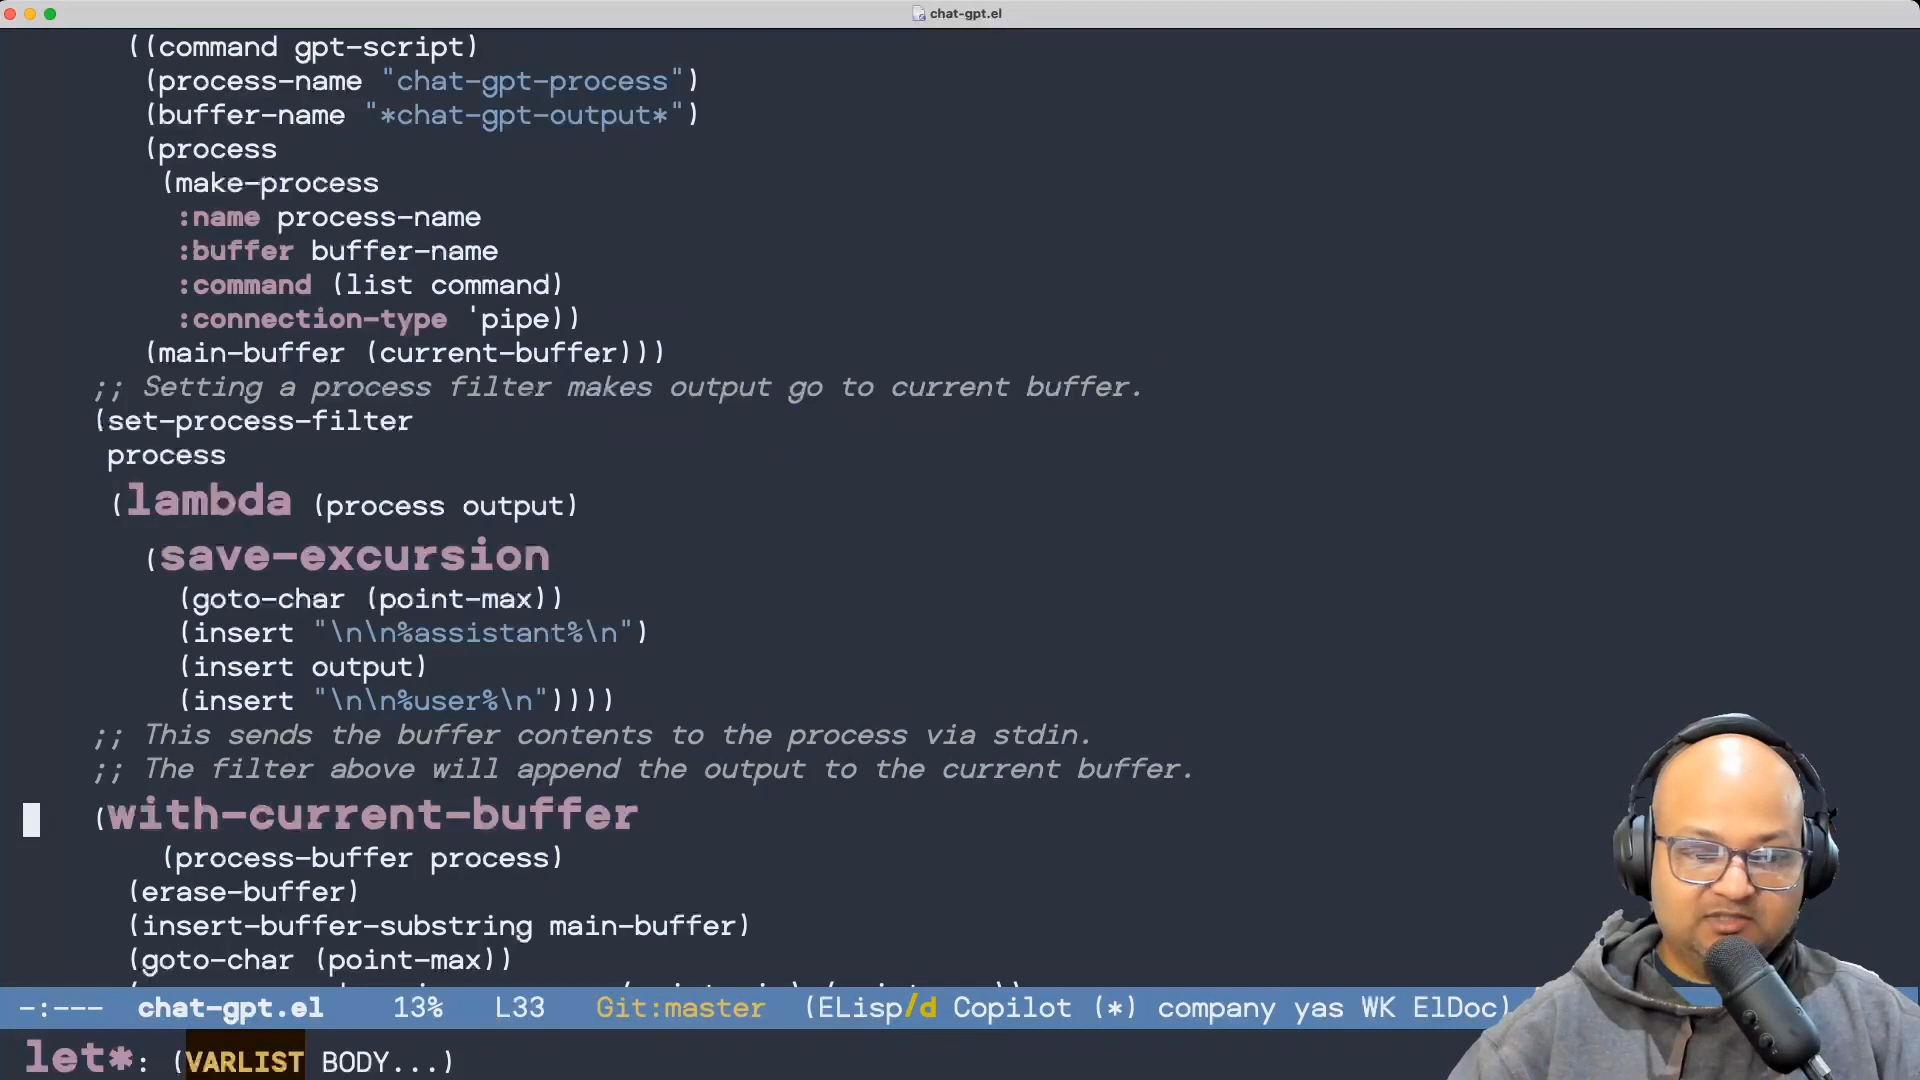 chat-gpt.el
((command gpt-script)
(process-name "chat-gpt-process")
(buffer-name "*chat-gpt-output*")
(process
(make-process
:name process-name
:buffer buffer-name
:command (list command)
:connection-type 'pipe))
(main-buffer (current-buffer)))
;; Setting a process filter makes output go to current buffer.
(set-process-filter
process
(lambda (process output)
(save-excursion
(goto-char (point-max))
(insert "\n\n%assistant%\n")
(insert output)
(insert "\n\n%user%\n"))))
;; This sends the buffer contents to the process via stdin.
;; The filter above will append the output to the current buffer.
(with-current-buffer
(process-buffer process)
(erase-buffer)
(insert-buffer-substring main-buffer)
(goto-char (point-max))
-:--- chat-gpt.el 13% L33 Git:master (ELisp/d Copilot (*) company yas WK ElDoc)
let*: (VARLIST BODY...)